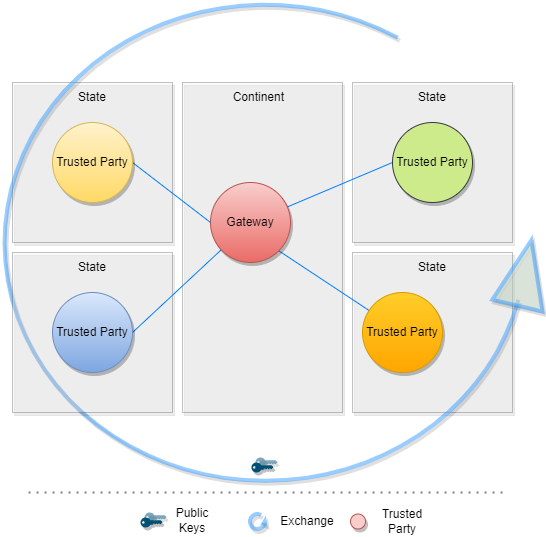 State
Continent
State
Trusted Party
Trusted Party
Gateway
State
State
Trusted Party
Trusted Party
Public
Keys
Exchange
Trusted
Party